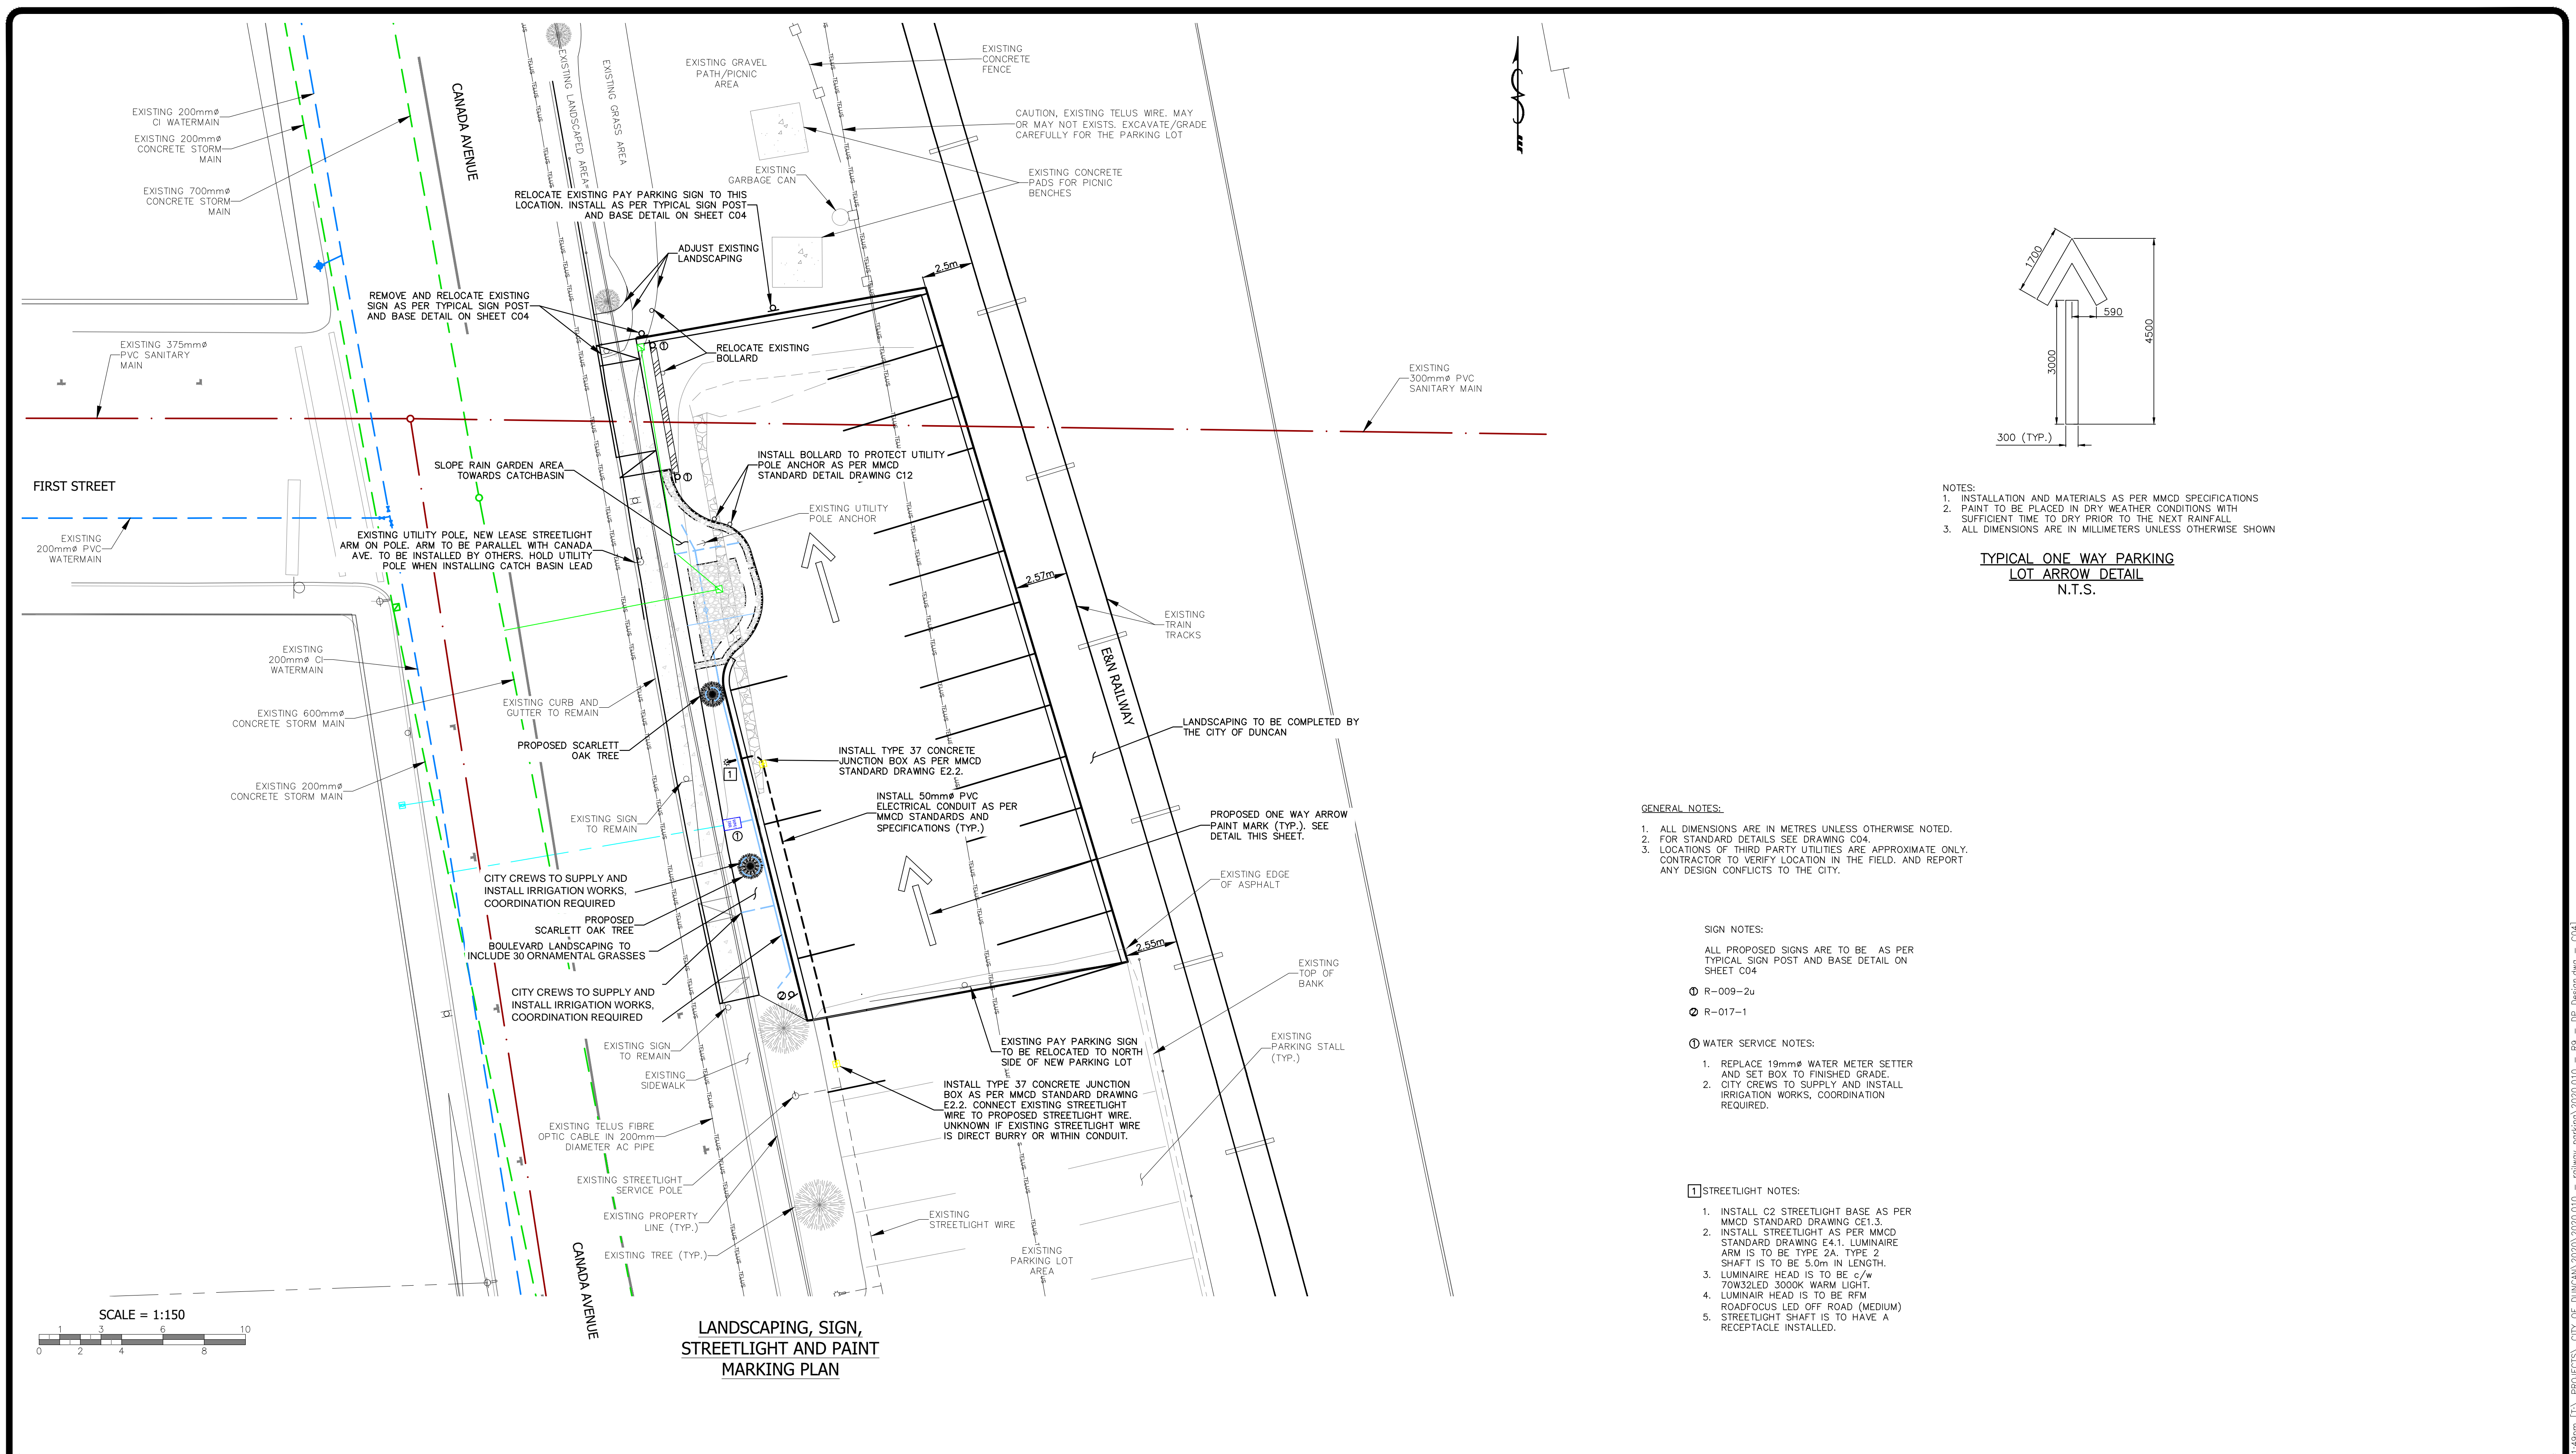 EXISTING 200mmø
CI WATERMAIN
EXISTING 200mmø
CONCRETE STORM
MAIN
EXISTING 700mmø
CONCRETE STORM
MAIN
CANADA AVENUE
EXISTING LANDSCAPED AREA
EXISTING GRASS AREA
EXISTING GRAVEL
PATH/PICNIC
AREA
EXISTING
CONCRETE
FENCE
CAUTION, EXISTING TELUS WIRE. MAY
OR MAY NOT EXISTS. EXCAVATE/GRADE
CAREFULLY FOR THE PARKING LOT
EXISTING
GARBAGE CAN
EXISTING CONCRETE
PADS FOR PICNIC
BENCHES
RELOCATE EXISTING PAY PARKING SIGN TO THIS
LOCATION. INSTALL AS PER TYPICAL SIGN POST
AND BASE DETAIL ON SHEET C04
ADJUST EXISTING
LANDSCAPING
2.5m
REMOVE AND RELOCATE EXISTING
SIGN AS PER TYPICAL SIGN POST
AND BASE DETAIL ON SHEET C04
EXISTING 375mmø
PVC SANITARY
MAIN
RELOCATE EXISTING
BOLLARD
EXISTING
300mmø PVC
SANITARY MAIN
SLOPE RAIN GARDEN AREA
TOWARDS CATCHBASIN
INSTALL BOLLARD TO PROTECT UTILITY
POLE ANCHOR AS PER MMCD
STANDARD DETAIL DRAWING C12
FIRST STREET
EXISTING UTILITY
POLE ANCHOR
EXISTING
200mmø PVC
WATERMAIN
EXISTING UTILITY POLE, NEW LEASE STREETLIGHT
ARM ON POLE. ARM TO BE PARALLEL WITH CANADA
AVE. TO BE INSTALLED BY OTHERS. HOLD UTILITY
POLE WHEN INSTALLING CATCH BASIN LEAD
2.57m
EXISTING
TRAIN
TRACKS
E&N RAILWAY
EXISTING
200mmø CI
WATERMAIN
EXISTING CURB AND
GUTTER TO REMAIN
EXISTING 600mmø
CONCRETE STORM MAIN
LANDSCAPING TO BE COMPLETED BY
THE CITY OF DUNCAN
PROPOSED SCARLETT
OAK TREE
INSTALL TYPE 37 CONCRETE
JUNCTION BOX AS PER MMCD
STANDARD DRAWING E2.2.
1
EXISTING 200mmø
CONCRETE STORM MAIN
INSTALL 50mmø PVC
ELECTRICAL CONDUIT AS PER
MMCD STANDARDS AND
SPECIFICATIONS (TYP.)
EXISTING SIGN
TO REMAIN
PROPOSED ONE WAY ARROW
PAINT MARK (TYP.). SEE
DETAIL THIS SHEET.
CITY CREWS TO SUPPLY AND
INSTALL IRRIGATION WORKS,
COORDINATION REQUIRED
EXISTING EDGE
OF ASPHALT
PROPOSED
SCARLETT OAK TREE
BOULEVARD LANDSCAPING TO
INCLUDE 30 ORNAMENTAL GRASSES
2.55m
EXISTING
TOP OF
BANK
CITY CREWS TO SUPPLY AND
INSTALL IRRIGATION WORKS,
COORDINATION REQUIRED
EXISTING SIGN
TO REMAIN
EXISTING
SIDEWALK
EXISTING PAY PARKING SIGN
TO BE RELOCATED TO NORTH
SIDE OF NEW PARKING LOT
EXISTING
PARKING STALL
(TYP.)
INSTALL TYPE 37 CONCRETE JUNCTION
BOX AS PER MMCD STANDARD DRAWING
E2.2. CONNECT EXISTING STREETLIGHT
WIRE TO PROPOSED STREETLIGHT WIRE.
UNKNOWN IF EXISTING STREETLIGHT WIRE
IS DIRECT BURRY OR WITHIN CONDUIT.
EXISTING TELUS FIBRE
OPTIC CABLE IN 200mm
DIAMETER AC PIPE
EXISTING STREETLIGHT
SERVICE POLE
EXISTING PROPERTY
LINE (TYP.)
EXISTING
STREETLIGHT WIRE
EXISTING TREE (TYP.)
EXISTING
PARKING LOT
AREA
CANADA AVENUE
SCALE = 1:150
1 3 6 10
0 2 4 8
LANDSCAPING, SIGN,
STREETLIGHT AND PAINT
MARKING PLAN
1700
590
4500
3000
300 (TYP.)
NOTES:
1. INSTALLATION AND MATERIALS AS PER MMCD SPECIFICATIONS
2. PAINT TO BE PLACED IN DRY WEATHER CONDITIONS WITH
SUFFICIENT TIME TO DRY PRIOR TO THE NEXT RAINFALL
3. ALL DIMENSIONS ARE IN MILLIMETERS UNLESS OTHERWISE SHOWN
TYPICAL ONE WAY PARKING
LOT ARROW DETAIL
N.T.S.
GENERAL NOTES:
1. ALL DIMENSIONS ARE IN METRES UNLESS OTHERWISE NOTED.
2. FOR STANDARD DETAILS SEE DRAWING C04.
3. LOCATIONS OF THIRD PARTY UTILITIES ARE APPROXIMATE ONLY.
CONTRACTOR TO VERIFY LOCATION IN THE FIELD. AND REPORT
ANY DESIGN CONFLICTS TO THE CITY.
SIGN NOTES:
ALL PROPOSED SIGNS ARE TO BE AS PER
TYPICAL SIGN POST AND BASE DETAIL ON
SHEET C04
① R-009-2u
② R-017-1
① WATER SERVICE NOTES:
1. REPLACE 19mmø WATER METER SETTER
AND SET BOX TO FINISHED GRADE.
2. CITY CREWS TO SUPPLY AND INSTALL
IRRIGATION WORKS, COORDINATION
REQUIRED.
1 STREETLIGHT NOTES:
1. INSTALL C2 STREETLIGHT BASE AS PER
MMCD STANDARD DRAWING CE1.3.
2. INSTALL STREETLIGHT AS PER MMCD
STANDARD DRAWING E4.1. LUMINAIRE
ARM IS TO BE TYPE 2A. TYPE 2
SHAFT IS TO BE 5.0m IN LENGTH.
3. LUMINAIRE HEAD IS TO BE c/w
70W32LED 3000K WARM LIGHT.
4. LUMINAIR HEAD IS TO BE RFM
ROADFOCUS LED OFF ROAD (MEDIUM)
5. STREETLIGHT SHAFT IS TO HAVE A
RECEPTACLE INSTALLED.